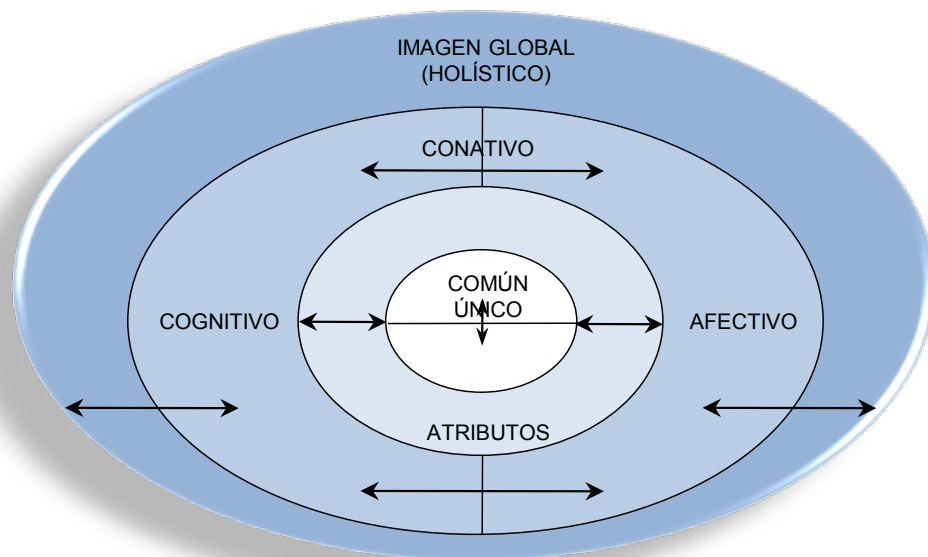 IMAGEN GLOBAL
(HOLÍSTICO)
CONATIVO
COMÚN
ÚNICO
COGNITIVO
AFECTIVO
ATRIBUTOS